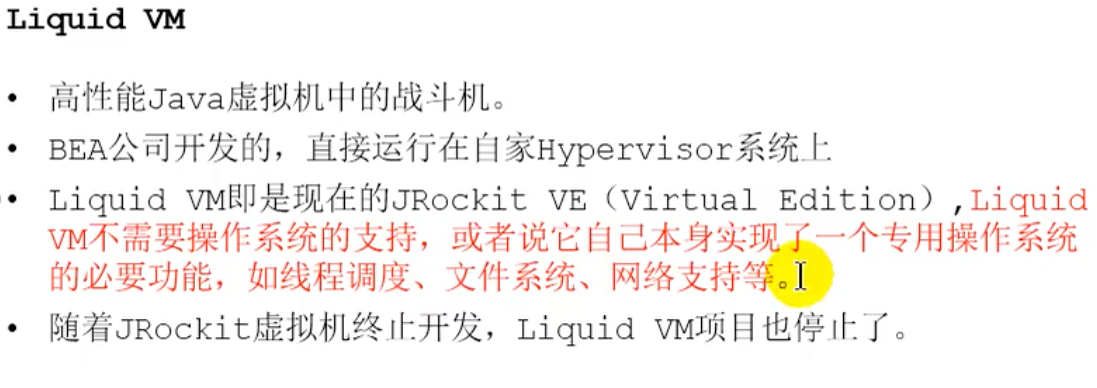 Liquid VM
• 高性能Java虚拟机中的战斗机。
• BEA公司开发的，直接运行在自家Hypervisor系统上
• Liquid VM即是现在的JRockit VE（Virtual Edition）,Liquid
VM不需要操作系统的支持，或者说它自己本身实现了一个专用操作系统
的必要功能，如线程调度、文件系统、网络支持等。
• 随着JRockit虚拟机终止开发，Liquid VM项目也停止了。